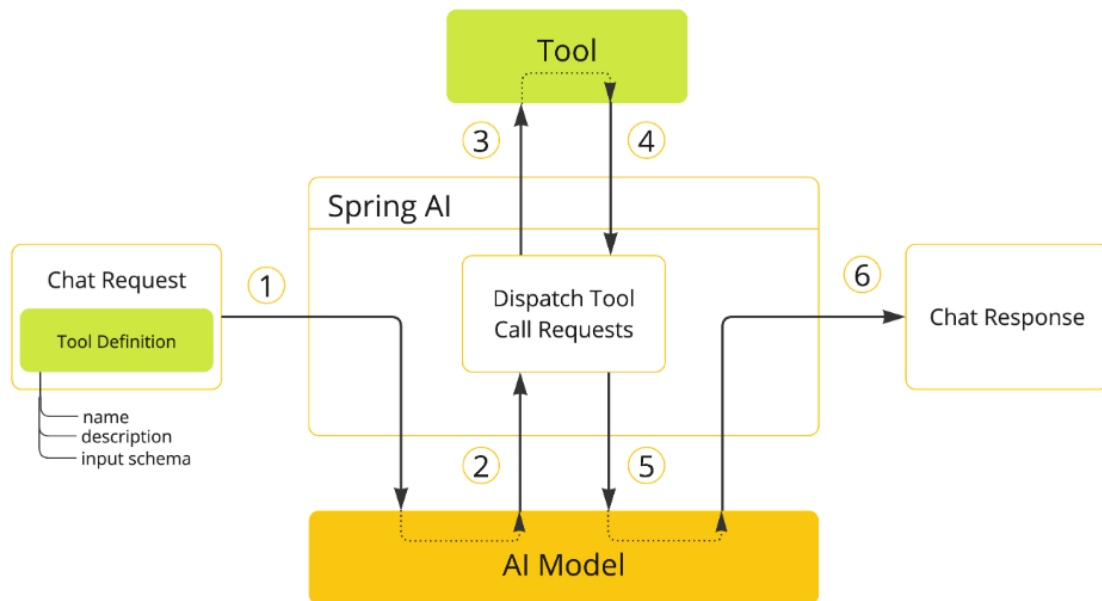 Tool
3
4
Spring AI
Chat Request
1
Tool Definition
name
description
input schema
Dispatch Tool
Call Requests
6
Chat Response
2
5
AI Model